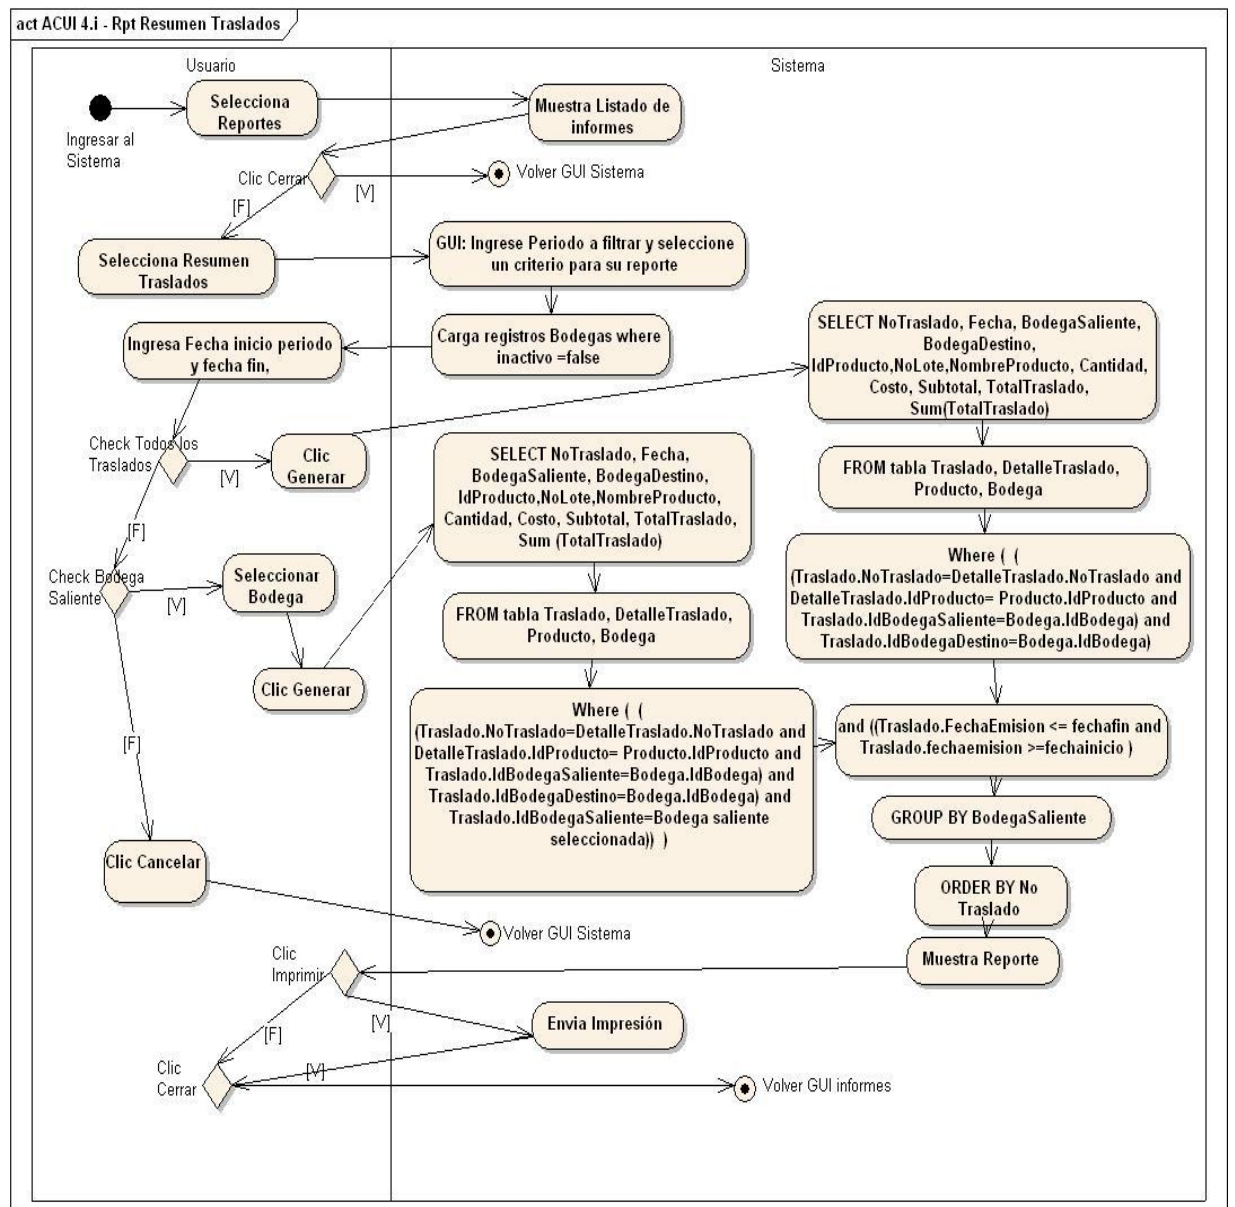 act ACUI 4.i - Rpt Resumen Traslados
Usuario
Sistema
Ingresar al
Sistema
Selecciona
Reportes
Muestra Listado de
informes
Clic Cerrar
[V]
Volver GUI Sistema
[F]
Selecciona Resumen
Traslados
GUI: Ingrese Periodo a filtrar y seleccione
un criterio para su reporte
Carga registros Bodegas where
inactivo =false
Ingresa Fecha inicio periodo
y fecha fin,
Check Todos los
Traslados
[V]
Clic
Generar
SELECT NoTraslado, Fecha, BodegaSaliente,
BodegaDestino,
IdProducto,NoLote,NombreProducto, Cantidad,
Costo, Subtotal, TotalTraslado,
Sum(TotalTraslado)
FROM tabla Traslado, DetalleTraslado,
Producto, Bodega
Where ( (
(Traslado.NoTraslado=DetalleTraslado.NoTraslado and
DetalleTraslado.IdProducto= Producto.IdProducto and
Traslado.IdBodegaSaliente=Bodega.IdBodega) and
Traslado.IdBodegaDestino=Bodega.IdBodega)
[F]
Check Bodega
Saliente
[V]
Seleccionar
Bodega
Clic Generar
SELECT NoTraslado, Fecha,
BodegaSaliente, BodegaDestino,
IdProducto,NoLote,NombreProducto,
Cantidad, Costo, Subtotal, TotalTraslado,
Sum (TotalTraslado)
FROM tabla Traslado, DetalleTraslado,
Producto, Bodega
Where ( (
(Traslado.NoTraslado=DetalleTraslado.NoTraslado and
DetalleTraslado.IdProducto= Producto.IdProducto and
Traslado.IdBodegaSaliente=Bodega.IdBodega) and
Traslado.IdBodegaDestino=Bodega.IdBodega) and
Traslado.IdBodegaSaliente=Bodega saliente
seleccionada)) )
and ((Traslado.FechaEmision <= fechafin and
Traslado.fechaemision >=fechainicio )
GROUP BY BodegaSaliente
ORDER BY No
Traslado
Muestra Reporte
[F]
Clic Cancelar
Volver GUI Sistema
Clic
Imprimir
[V]
[F]
Envia Impresión
Clic
Cerrar
[V]
Volver GUI informes